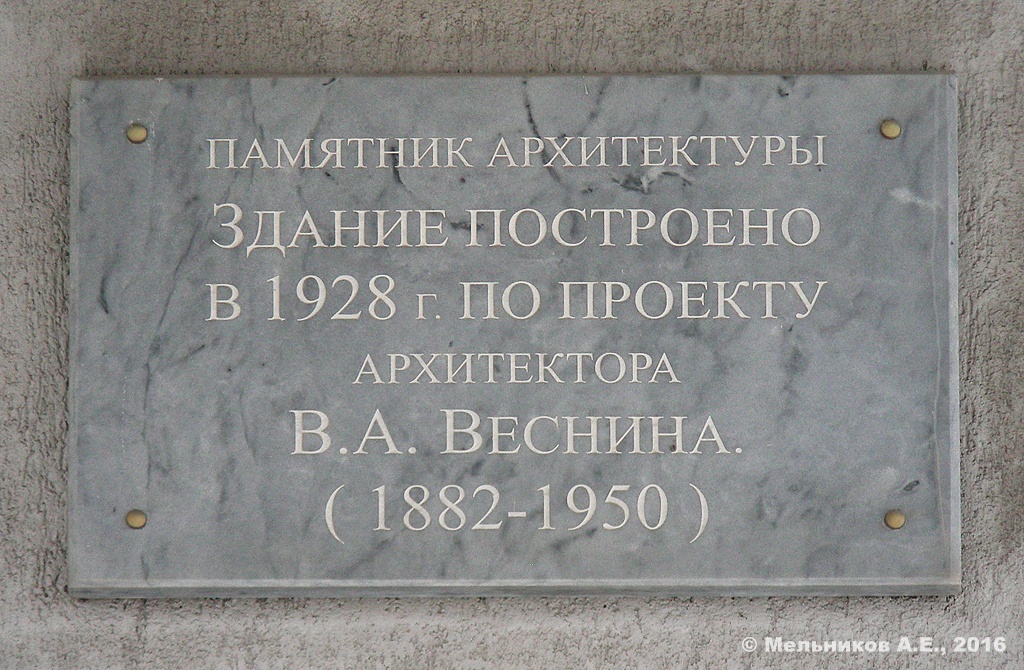 ПАМЯТНИК АРХИТЕКТУРЫ
ЗДАНИЕ ПОСТРОЕНО
В 1928 Г. ПО ПРОЕКТУ
АРХИТЕКТОРА
В.А. ВЕСНИНА.
( 1882-1950 )
© Мельников А.Е., 2016